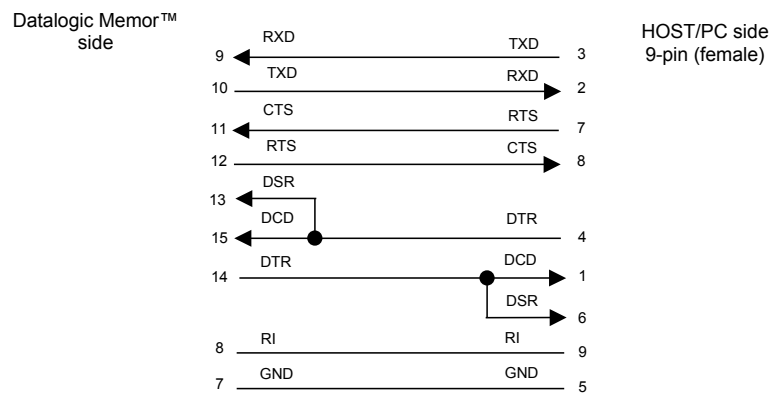 Datalogic Memor™
side
HOST/PC side
9-pin (female)
9 RXD TXD 3
10 TXD RXD 2
11 CTS RTS 7
12 RTS CTS 8
13 DSR
15 DCD DTR 4
14 DTR DCD 1
DSR 6
8 RI RI 9
7 GND GND 5